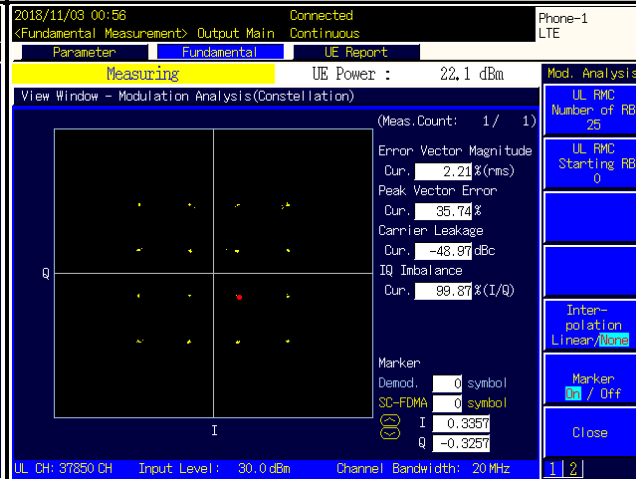 2018/11/03 00:56 Connected Phone-1
<Fundamental Measurement> Output Main Continuous LTE
Parameter Fundamental UE Report
Measuring UE Power : 22.1 dBm Mod. Analysis
View Window - Modulation Analysis(Constellation)
UL RMC
Number of RB
25
(Meas.Count: 1/ 1)
Error Vector Magnitude
Cur. 2.21 %(rms)
Peak Vector Error
Cur. 35.74 %
Carrier Leakage
Cur. -48.97 dBc
IQ Imbalance
Cur. 99.87 %(I/Q)
UL RMC
Starting RB
0
Q
I
Inter-
polation
Linear/None
Marker
Demod. 0 symbol
SC-FDMA 0 symbol
I 0.3357
Q -0.3257
Marker
On / Off
Close
UL CH: 37850 CH Input Level: 30.0 dBm Channel Bandwidth: 20 MHz 1 2